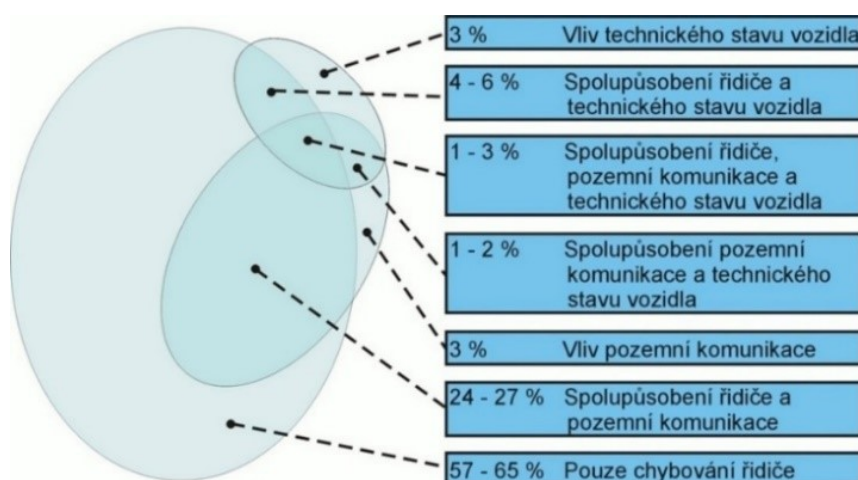 3 % Vliv technického stavu vozidla
4 - 6 % Spolupůsobení řidiče a
technického stavu vozidla
1 - 3 % Spolupůsobení řidiče,
pozemní komunikace a
technického stavu vozidla
1 - 2 % Spolupůsobení pozemní
komunikace a technického
stavu vozidla
3 % Vliv pozemní komunikace
24 - 27 % Spolupůsobení řidiče a
pozemní komunikace
57 - 65 % Pouze chybování řidiče